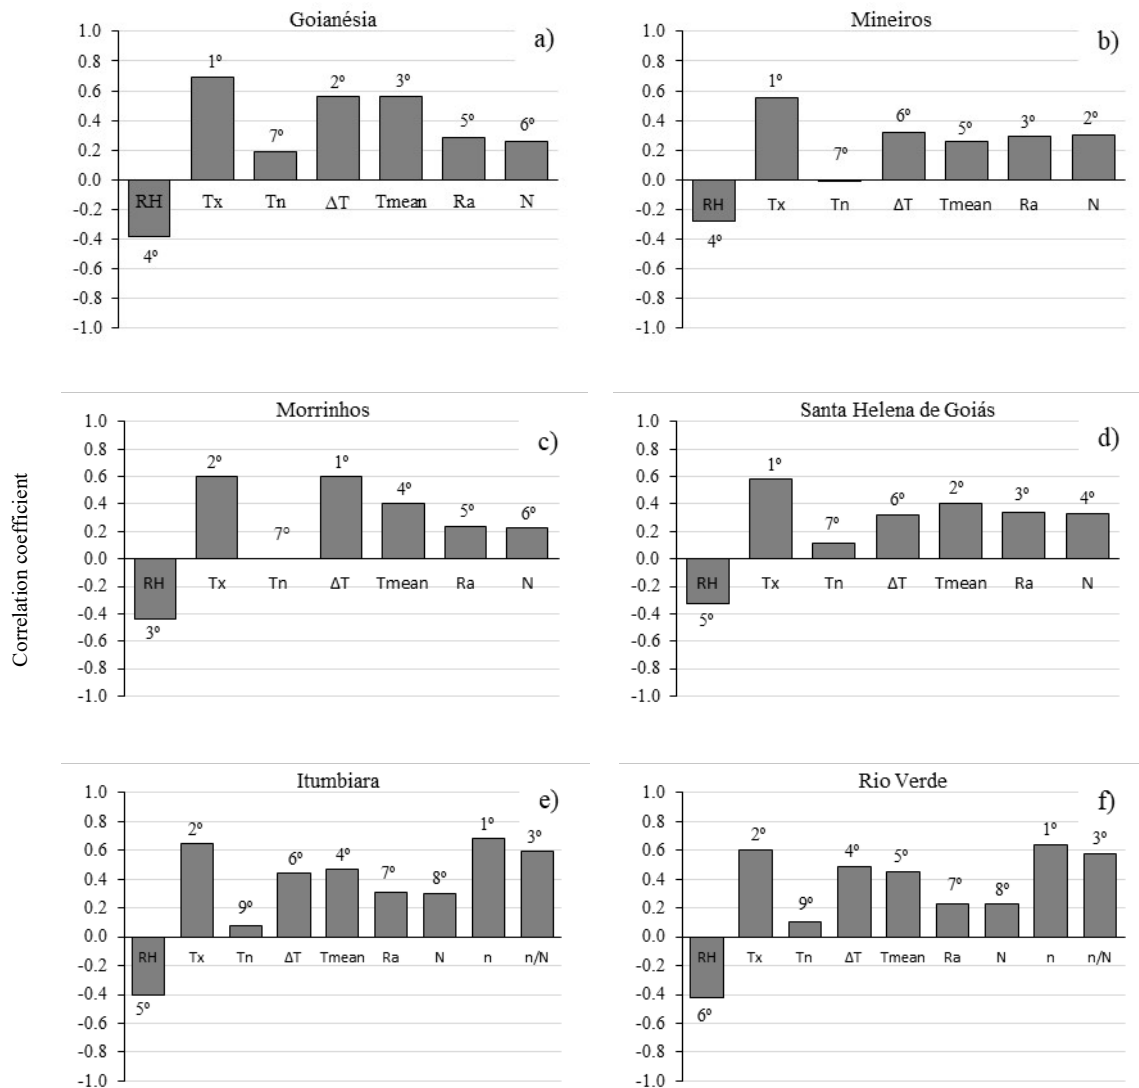 Correlation coefficient
Goianésia
a)
1.0
0.8
0.6
0.4
0.2
0.0
-0.2
-0.4
-0.6
-0.8
-1.0
1º
2º
3º
7º
5º
6º
4º
RH Tx Tn ΔT Tmean Ra N
Mineiros
b)
1.0
0.8
0.6
0.4
0.2
0.0
-0.2
-0.4
-0.6
-0.8
-1.0
1º
7º
6º
5º
3º
2º
4º
RH Tx Tn ΔT Tmean Ra N
Morrinhos
c)
1.0
0.8
0.6
0.4
0.2
0.0
-0.2
-0.4
-0.6
-0.8
-1.0
2º
7º
1º
4º
5º
6º
3º
RH Tx Tn ΔT Tmean Ra N
Santa Helena de Goiás
d)
1.0
0.8
0.6
0.4
0.2
0.0
-0.2
-0.4
-0.6
-0.8
-1.0
1º
7º
6º
2º
3º
4º
5º
RH Tx Tn ΔT Tmean Ra N
Itumbiara
e)
1.0
0.8
0.6
0.4
0.2
0.0
-0.2
-0.4
-0.6
-0.8
-1.0
2º
9º
6º
4º
7º
8º
1º
3º
5º
RH Tx Tn ΔT Tmean Ra N n n/N
Rio Verde
f)
1.0
0.8
0.6
0.4
0.2
0.0
-0.2
-0.4
-0.6
-0.8
-1.0
2º
9º
4º
5º
7º
8º
1º
3º
6º
RH Tx Tn ΔT Tmean Ra N n n/N